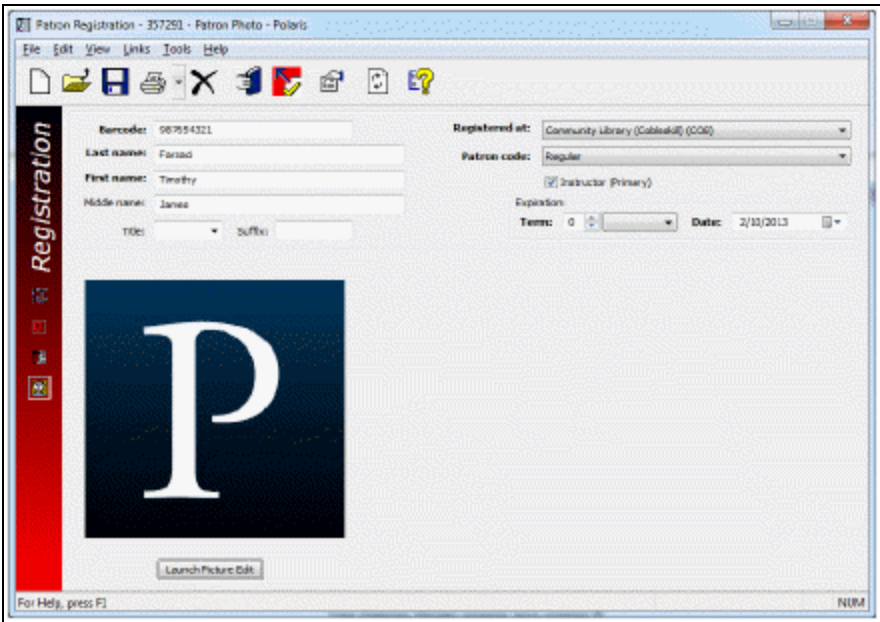 Patron Registration - 357291 - Patron Photo - Polaris
File Edit View Links Tools Help
Registration
Barcode: 987654321
Last name:
First name: Timothy
Middle name: James
Title: Suffix:
Registered at: Community Library (Cobleskill) (COB)
Patron code: Regular
Instructor (Primary)
Expiration
Term: 0 Date: 2/10/2013
P
Launch Picture Edit
For Help, press F1 NUM